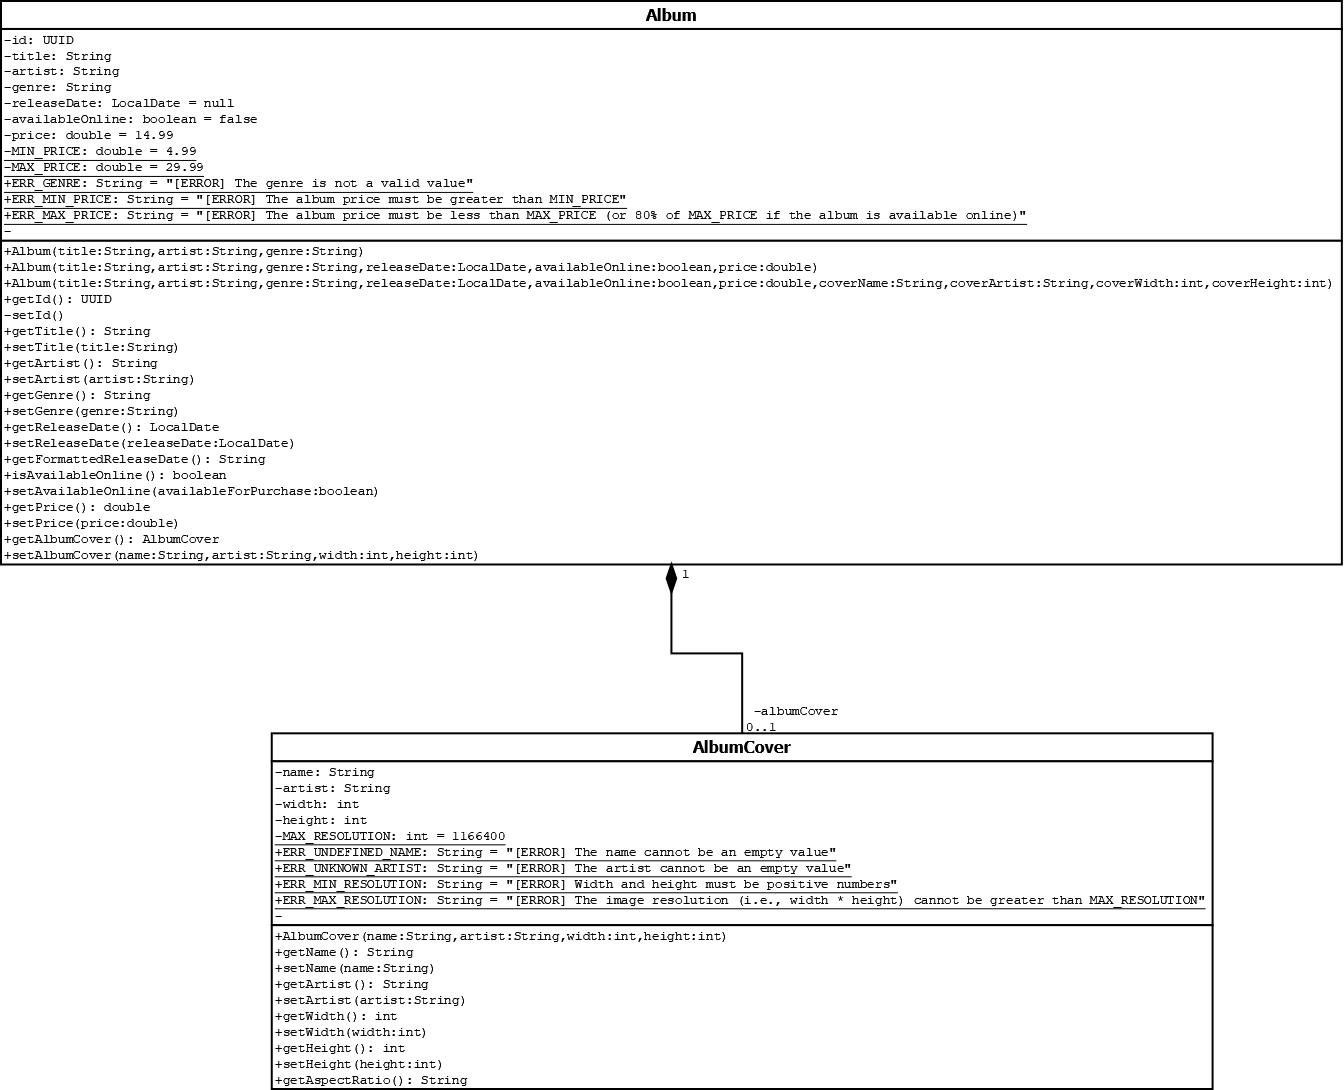 Album
-id: UUID
-title: String
-artist: String
-genre: String
-releaseDate: LocalDate = null
-availableOnline: boolean = false
-price: double = 14.99
-MIN_PRICE: double = 4.99
-MAX_PRICE: double = 29.99
+ERR_GENRE: String = "[ERROR] The genre is not a valid value"
+ERR_MIN_PRICE: String = "[ERROR] The album price must be greater than MIN_PRICE"
+ERR_MAX_PRICE: String = "[ERROR] The album price must be less than MAX_PRICE (or 80% of MAX_PRICE if the album is available online)"
-
+Album(title:String,artist:String,genre:String)
+Album(title:String,artist:String,genre:String,releaseDate:LocalDate,availableOnline:boolean,price:double)
+Album(title:String,artist:String,genre:String,releaseDate:LocalDate,availableOnline:boolean,price:double,coverName:String,coverArtist:String,coverWidth:int,coverHeight:int)
+getId(): UUID
-setId()
+getTitle(): String
+setTitle(title:String)
+getArtist(): String
+setArtist(artist:String)
+getGenre(): String
+setGenre(genre:String)
+getReleaseDate(): LocalDate
+setReleaseDate(releaseDate:LocalDate)
+getFormattedReleaseDate(): String
+isAvailableOnline(): boolean
+setAvailableOnline(availableForPurchase:boolean)
+getPrice(): double
+setPrice(price:double)
+getAlbumCover(): AlbumCover
+setAlbumCover(name:String,artist:String,width:int,height:int)
1
-albumCover
0..1
AlbumCover
-name: String
-artist: String
-width: int
-height: int
-MAX_RESOLUTION: int = 1166400
+ERR_UNDEFINED_NAME: String = "[ERROR] The name cannot be an empty value"
+ERR_UNKNOWN_ARTIST: String = "[ERROR] The artist cannot be an empty value"
+ERR_MIN_RESOLUTION: String = "[ERROR] Width and height must be positive numbers"
+ERR_MAX_RESOLUTION: String = "[ERROR] The image resolution (i.e., width * height) cannot be greater than MAX_RESOLUTION"
-
+AlbumCover(name:String,artist:String,width:int,height:int)
+getName(): String
+setName(name:String)
+getArtist(): String
+setArtist(artist:String)
+getWidth(): int
+setWidth(width:int)
+getHeight(): int
+setHeight(height:int)
+getAspectRatio(): String